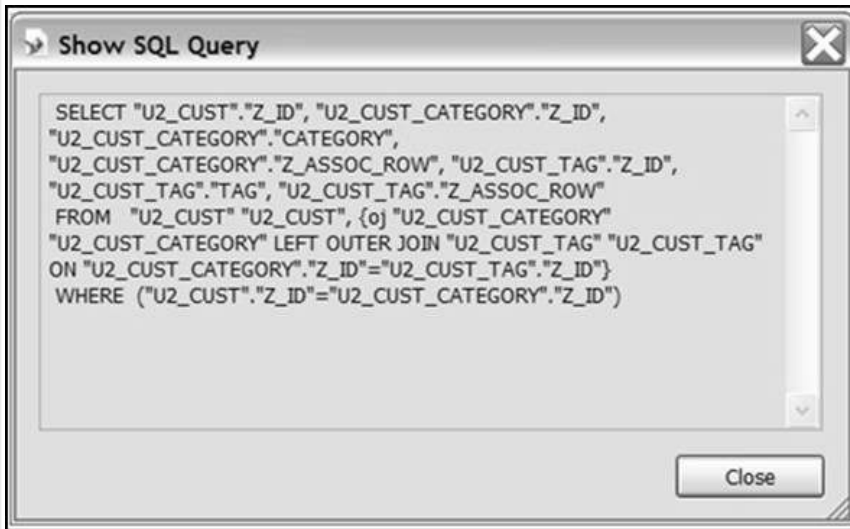 Show SQL Query
SELECT "U2_CUST"."Z_ID", "U2_CUST_CATEGORY"."Z_ID",
"U2_CUST_CATEGORY"."CATEGORY",
"U2_CUST_CATEGORY"."Z_ASSOC_ROW", "U2_CUST_TAG"."Z_ID",
"U2_CUST_TAG"."TAG", "U2_CUST_TAG"."Z_ASSOC_ROW"
FROM "U2_CUST" "U2_CUST", {oj "U2_CUST_CATEGORY"
"U2_CUST_CATEGORY" LEFT OUTER JOIN "U2_CUST_TAG" "U2_CUST_TAG"
ON "U2_CUST_CATEGORY"."Z_ID"="U2_CUST_TAG"."Z_ID"}
WHERE ("U2_CUST"."Z_ID"="U2_CUST_CATEGORY"."Z_ID")
Close